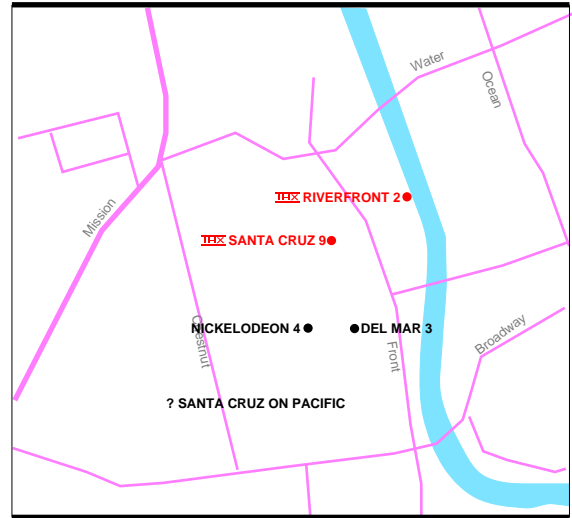 Water
Ocean
THX RIVERFRONT 2
Mission
THX SANTA CRUZ 9
NICKELODEON 4
DEL MAR 3
Chestnut
Front
Broadway
? SANTA CRUZ ON PACIFIC